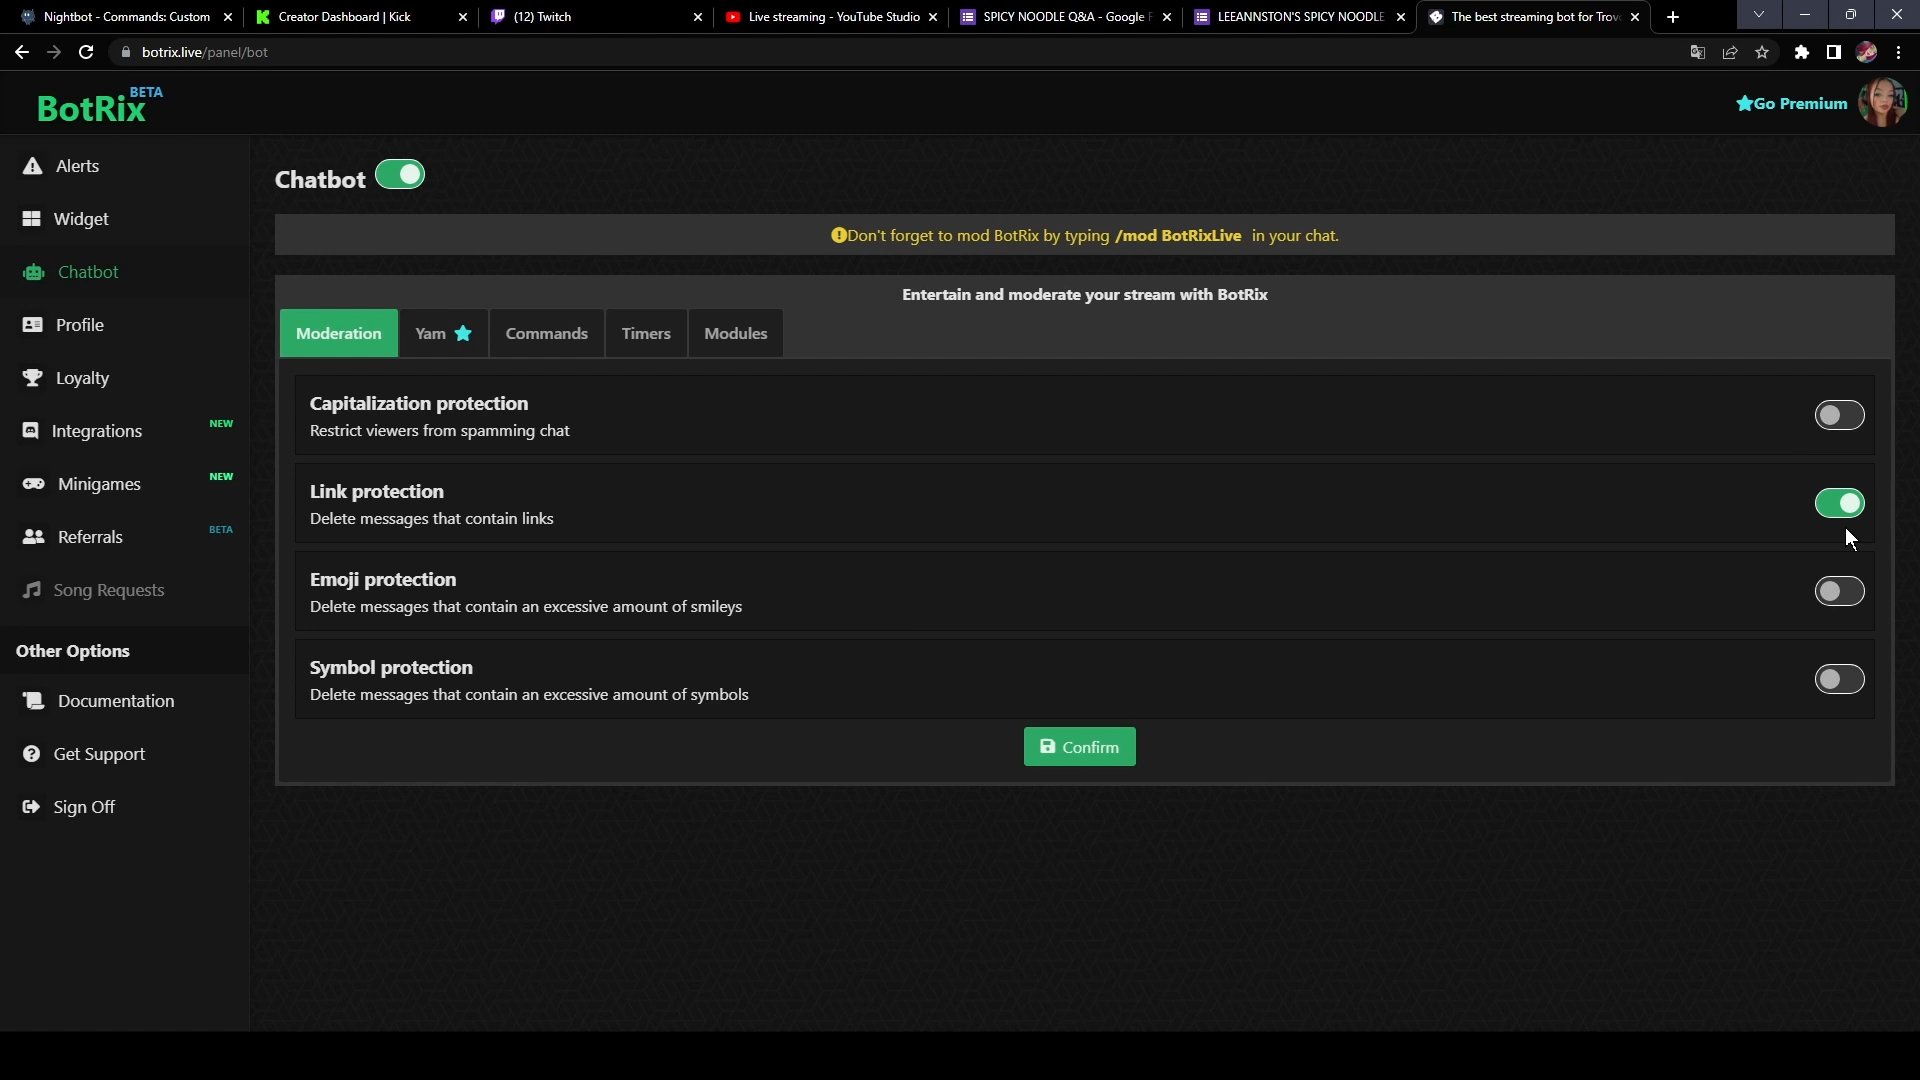 Nightbot - Commands: Custom
Creator Dashboard | Kick
(12) Twitch
Live streaming - YouTube Studio
SPICY NOODLE Q&A - Google F
LEEANNSTON'S SPICY NOODLE
The best streaming bot for Trov
botrix.live/panel/bot
BotRix BETA
Go Premium
Alerts
Widget
Chatbot
Profile
Loyalty
Integrations NEW
Minigames NEW
Referrals BETA
Song Requests
Other Options
Documentation
Get Support
Sign Off
Chatbot
Don't forget to mod BotRix by typing /mod BotRixLive in your chat.
Entertain and moderate your stream with BotRix
Moderation Yam Commands Timers Modules
Capitalization protection
Restrict viewers from spamming chat
Link protection
Delete messages that contain links
Emoji protection
Delete messages that contain an excessive amount of smileys
Symbol protection
Delete messages that contain an excessive amount of symbols
Confirm